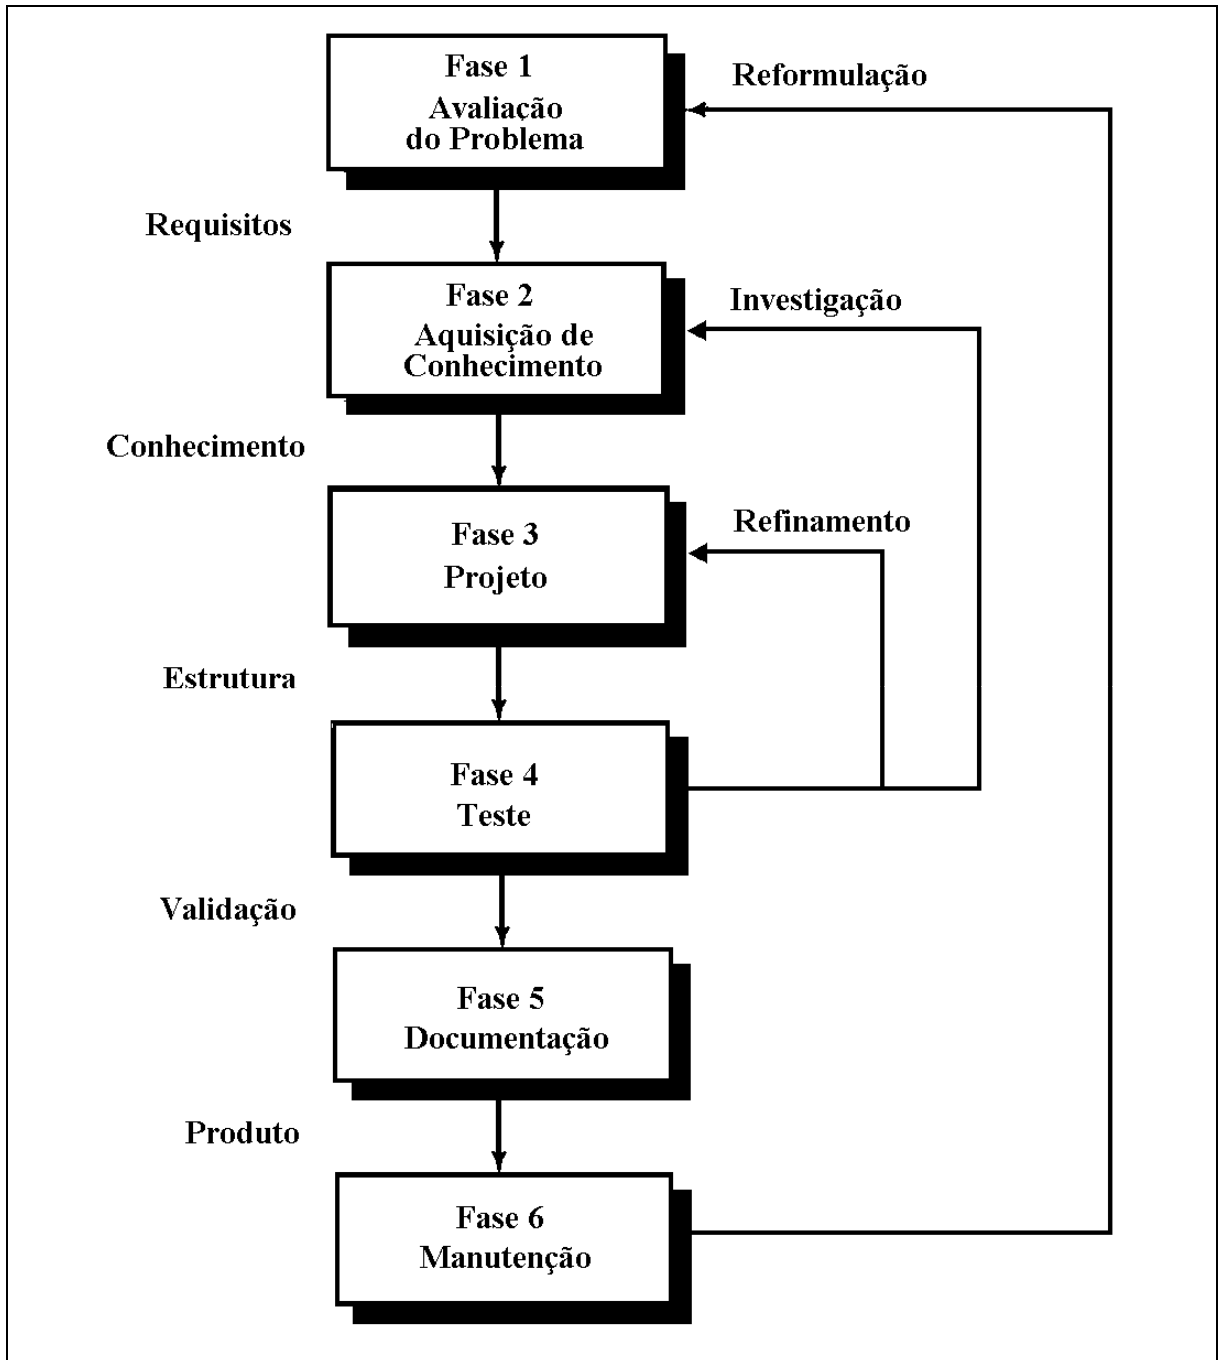 Fase 1
Avaliação
do Problema
Reformulação
Requisitos
Fase 2
Aquisição de
Conhecimento
Investigação
Conhecimento
Fase 3
Projeto
Refinamento
Estrutura
Fase 4
Teste
Validação
Fase 5
Documentação
Produto
Fase 6
Manutenção